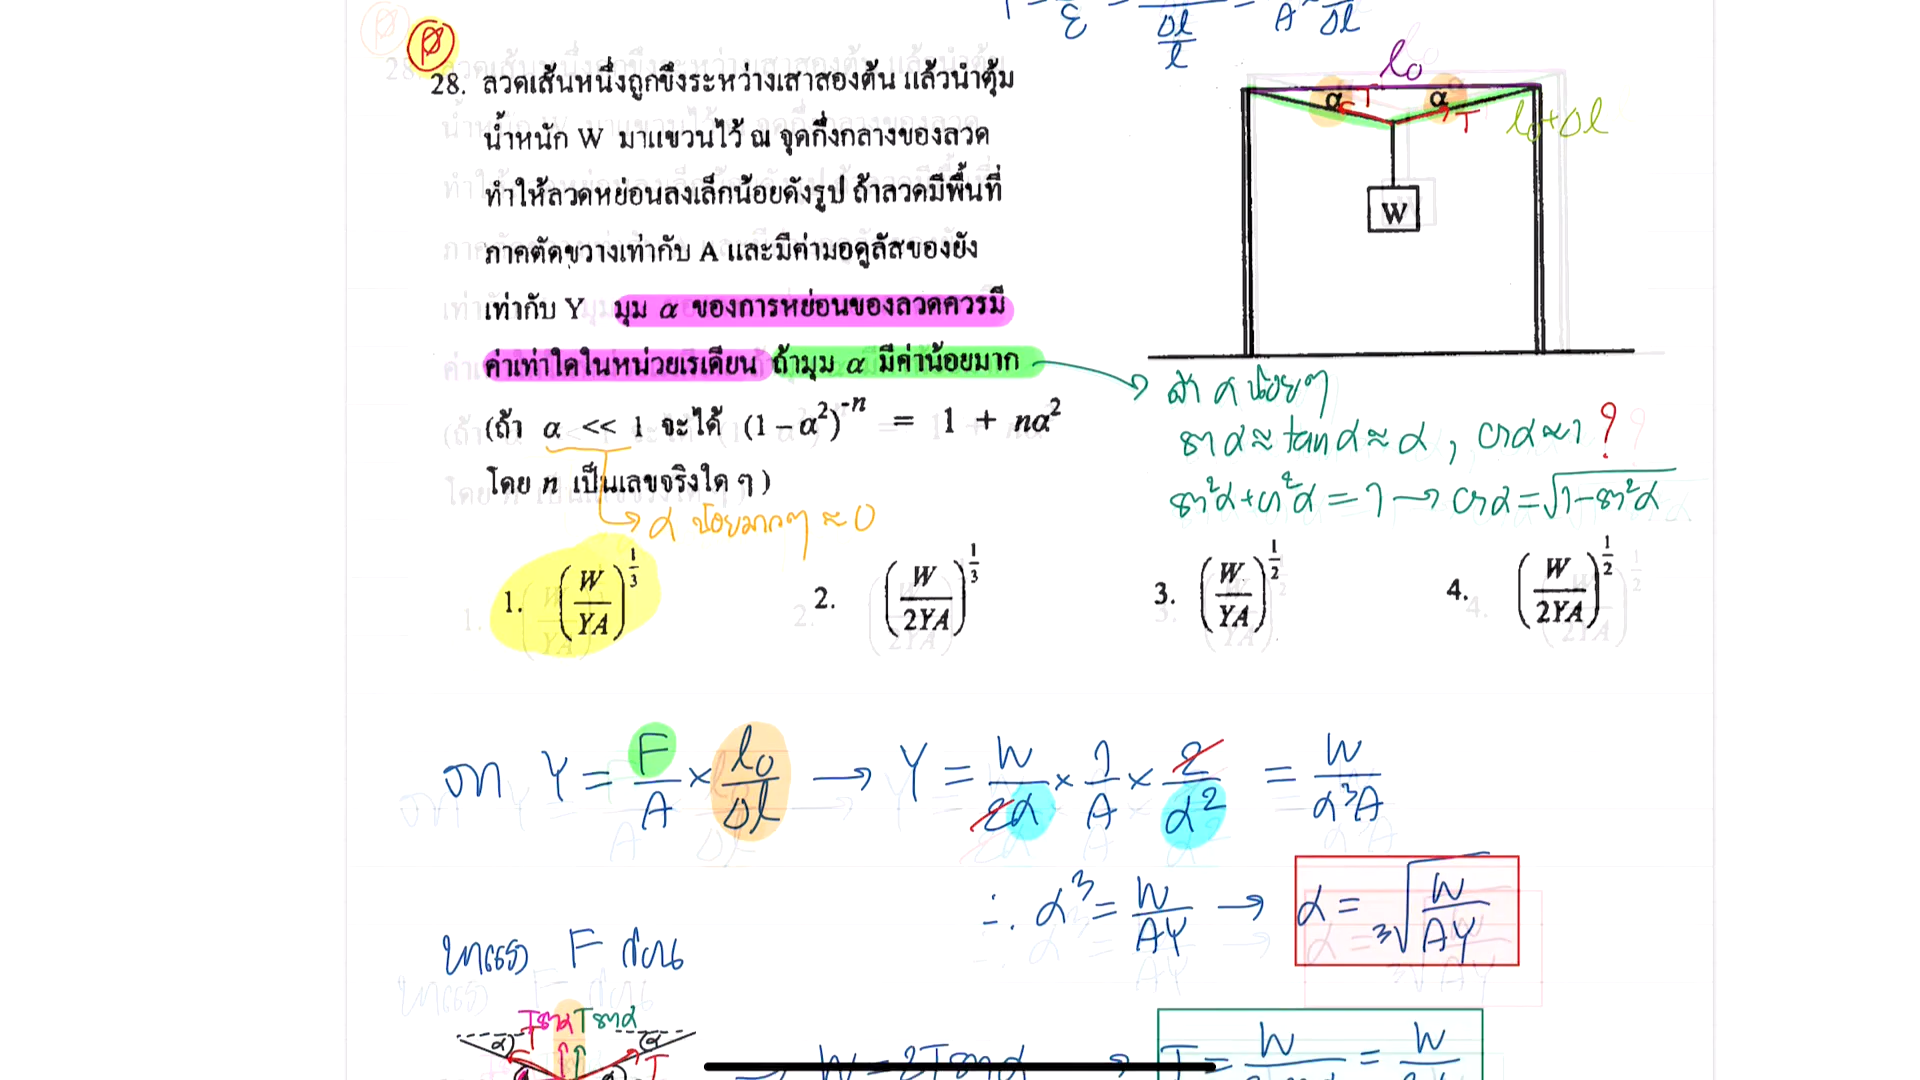 28. ลวดเส้นหนึ่งถูกขึงระหว่างเสาสองต้น แล้วนำตุ้ม
น้ำหนัก W มาแขวนไว้ ณ จุดกึ่งกลางของลวด
ทำให้ลวดหย่อนลงเล็กน้อยดังรูป ถ้าลวดมีพื้นที่
ภาคตัดขวางเท่ากับ A และมีค่ามอดูลัสของยัง
เท่ากับ Y มุม α ของการหย่อนของลวดควรมี
ค่าเท่าใดในหน่วยเรเดียน ถ้ามุม α มีค่าน้อยมาก
(ถ้า α << 1 จะได้ (1-α²)⁻ⁿ = 1 + nα²
โดย n เป็นเลขจริงใด ๆ )
α น้อยมากๆ ≈ 0
l₀
α T α T l₀+Δl
W
ถ้า α น้อยๆ
sinα ≈ tanα ≈ α , cosα ≈ 1 ?
sin²α + cos²α = 1 → cosα = √(1-sin²α)
1. (W/YA)^(1/3) 2. (W/2YA)^(1/3) 3. (W/YA)^(1/2) 4. (W/2YA)^(1/2)
จาก Y = F/A × l₀/Δl → Y = W/2α × 1/A × 2/α² = W/α³A
∴ α³ = W/AY → α = ³√(W/AY)
หาแรง F ก่อน
Tsinα Tsinα
α T α T